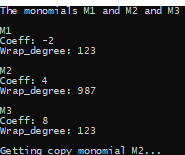 The monomials M1 and M2 and M3
M1
Coeff: -2
Wrap_degree: 123
M2
Coeff: 4
Wrap_degree: 987
M3
Coeff: 8
Wrap_degree: 123
Getting copy monomial M2...